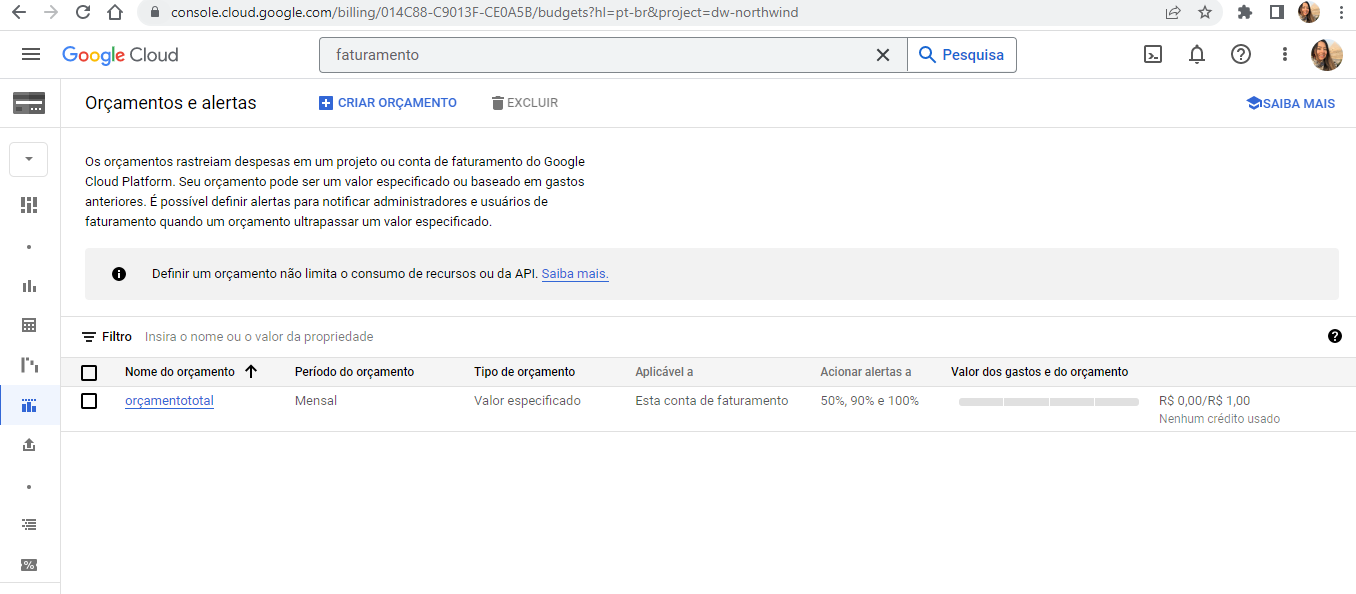 console.cloud.google.com/billing/014C88-C9013F-CE0A5B/budgets?hl=pt-br&project=dw-northwind
Google Cloud
faturamento
Pesquisa
Orçamentos e alertas
CRIAR ORÇAMENTO
EXCLUIR
SAIBA MAIS
Os orçamentos rastreiam despesas em um projeto ou conta de faturamento do Google
Cloud Platform. Seu orçamento pode ser um valor especificado ou baseado em gastos
anteriores. É possível definir alertas para notificar administradores e usuários de
faturamento quando um orçamento ultrapassar um valor especificado.
Definir um orçamento não limita o consumo de recursos ou da API. Saiba mais.
Filtro Insira o nome ou o valor da propriedade
Nome do orçamento Período do orçamento Tipo de orçamento Aplicável a Acionar alertas a Valor dos gastos e do orçamento
orçamentototal Mensal Valor especificado Esta conta de faturamento 50%, 90% e 100% R$ 0,00/R$ 1,00
Nenhum crédito usado